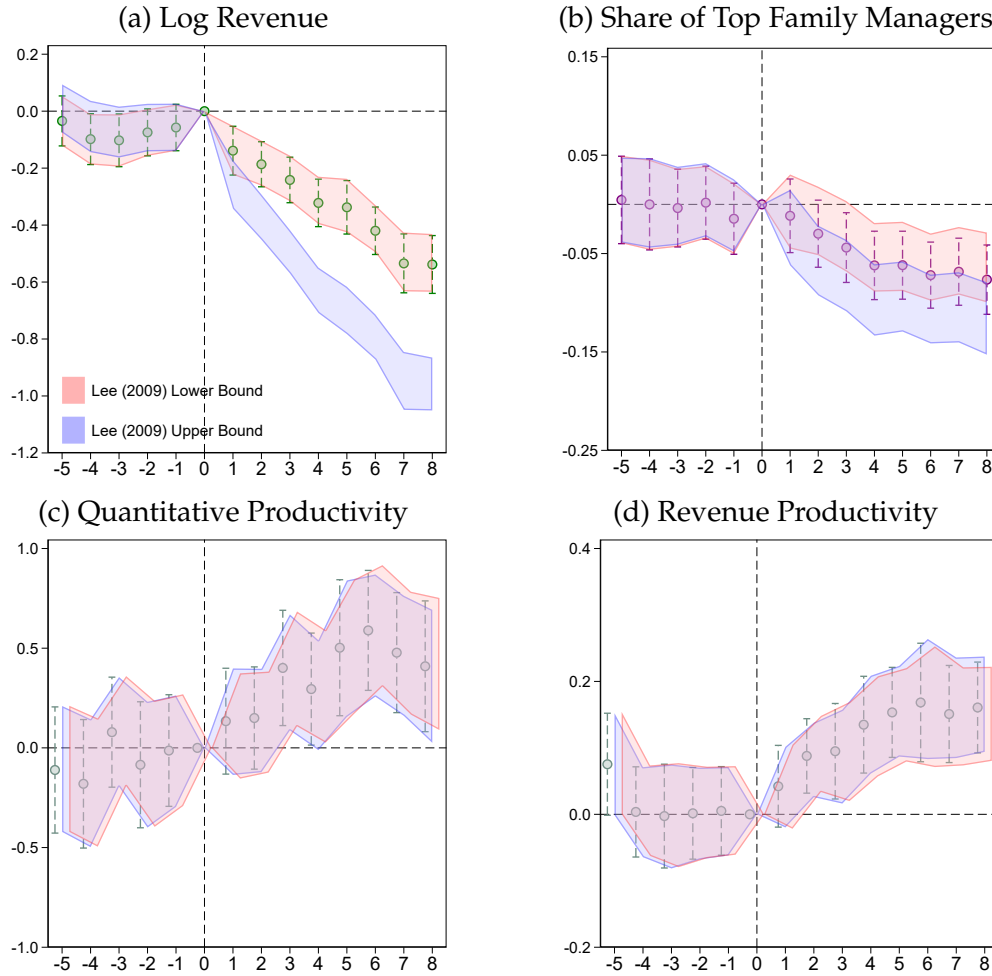 (a) Log Revenue
0.2
0.0
-0.2
-0.4
-0.6
-0.8
-1.0
-1.2
Lee (2009) Lower Bound
Lee (2009) Upper Bound
-5 -4 -3 -2 -1 0 1 2 3 4 5 6 7 8
(b) Share of Top Family Managers
0.15
0.05
-0.05
-0.15
-0.25
-5 -4 -3 -2 -1 0 1 2 3 4 5 6 7 8
(c) Quantitative Productivity
1.0
0.5
0.0
-0.5
-1.0
-5 -4 -3 -2 -1 0 1 2 3 4 5 6 7 8
(d) Revenue Productivity
0.4
0.2
0.0
-0.2
-5 -4 -3 -2 -1 0 1 2 3 4 5 6 7 8